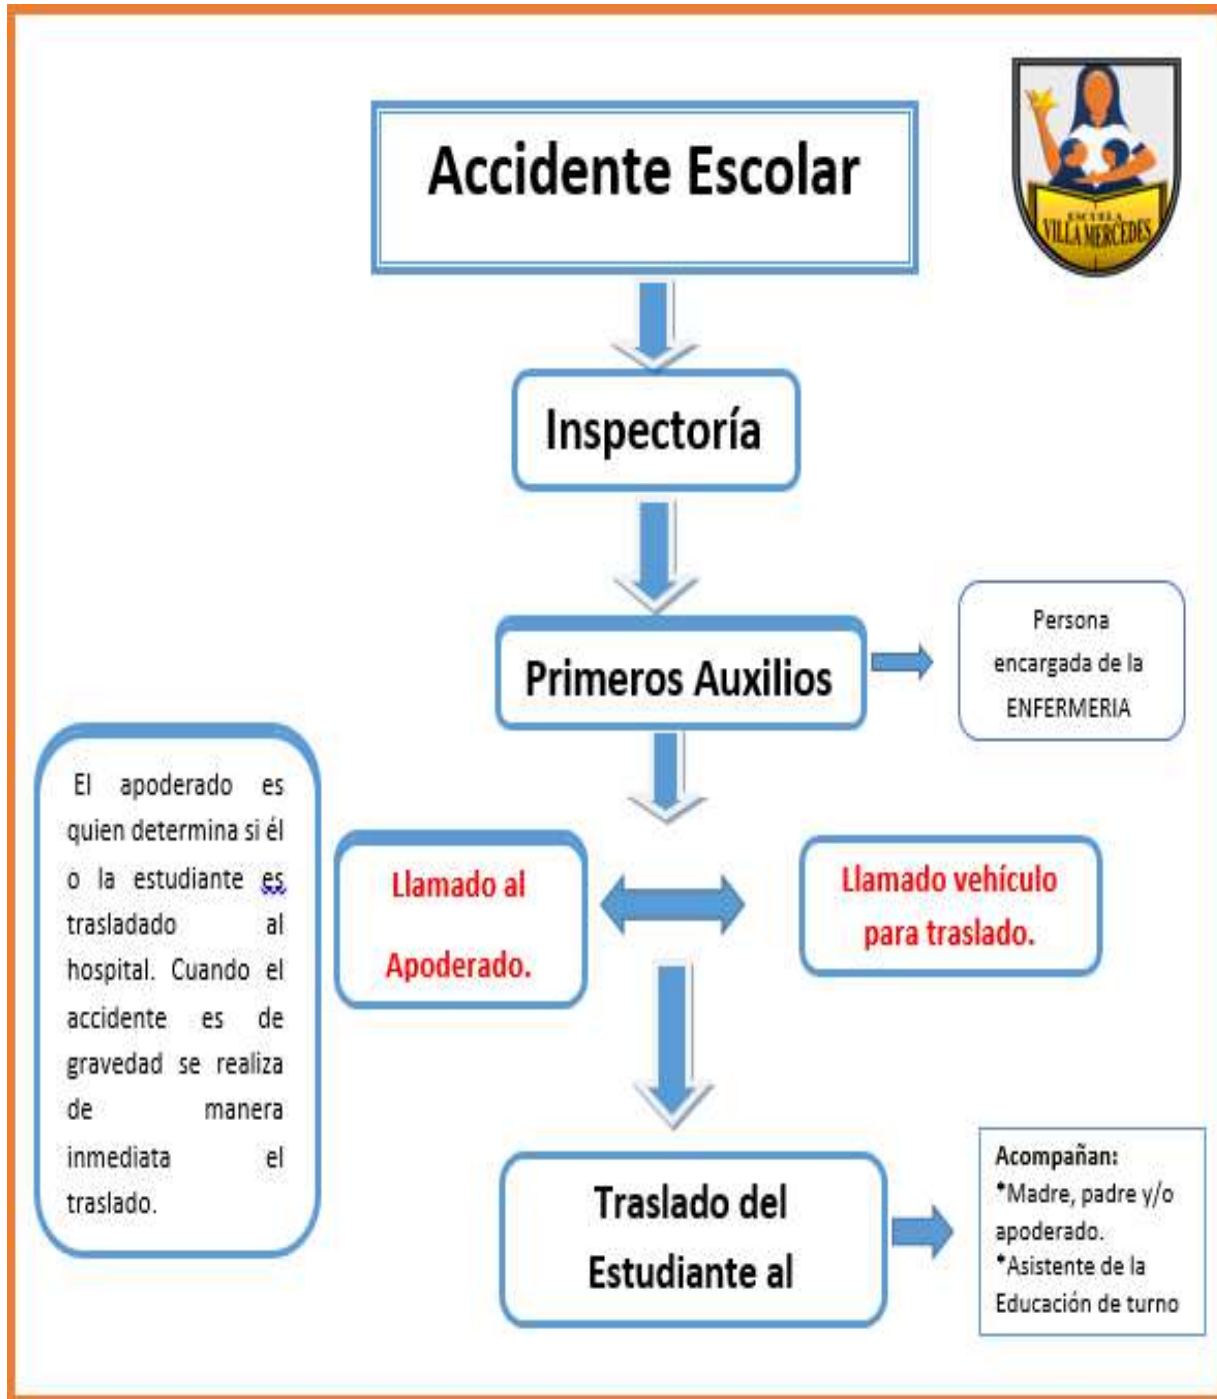 Accidente Escolar
ESCUELA
VILLA MERCEDES
Inspectoría
Primeros Auxilios
Persona
encargada de la
ENFERMERIA
El apoderado es
quien determina si él
o la estudiante es
trasladado al
hospital. Cuando el
accidente es de
gravedad se realiza
de manera
inmediata el
traslado.
Llamado al
Apoderado.
Llamado vehículo
para traslado.
Traslado del
Estudiante al
Acompañan:
*Madre, padre y/o
apoderado.
*Asistente de la
Educación de turno